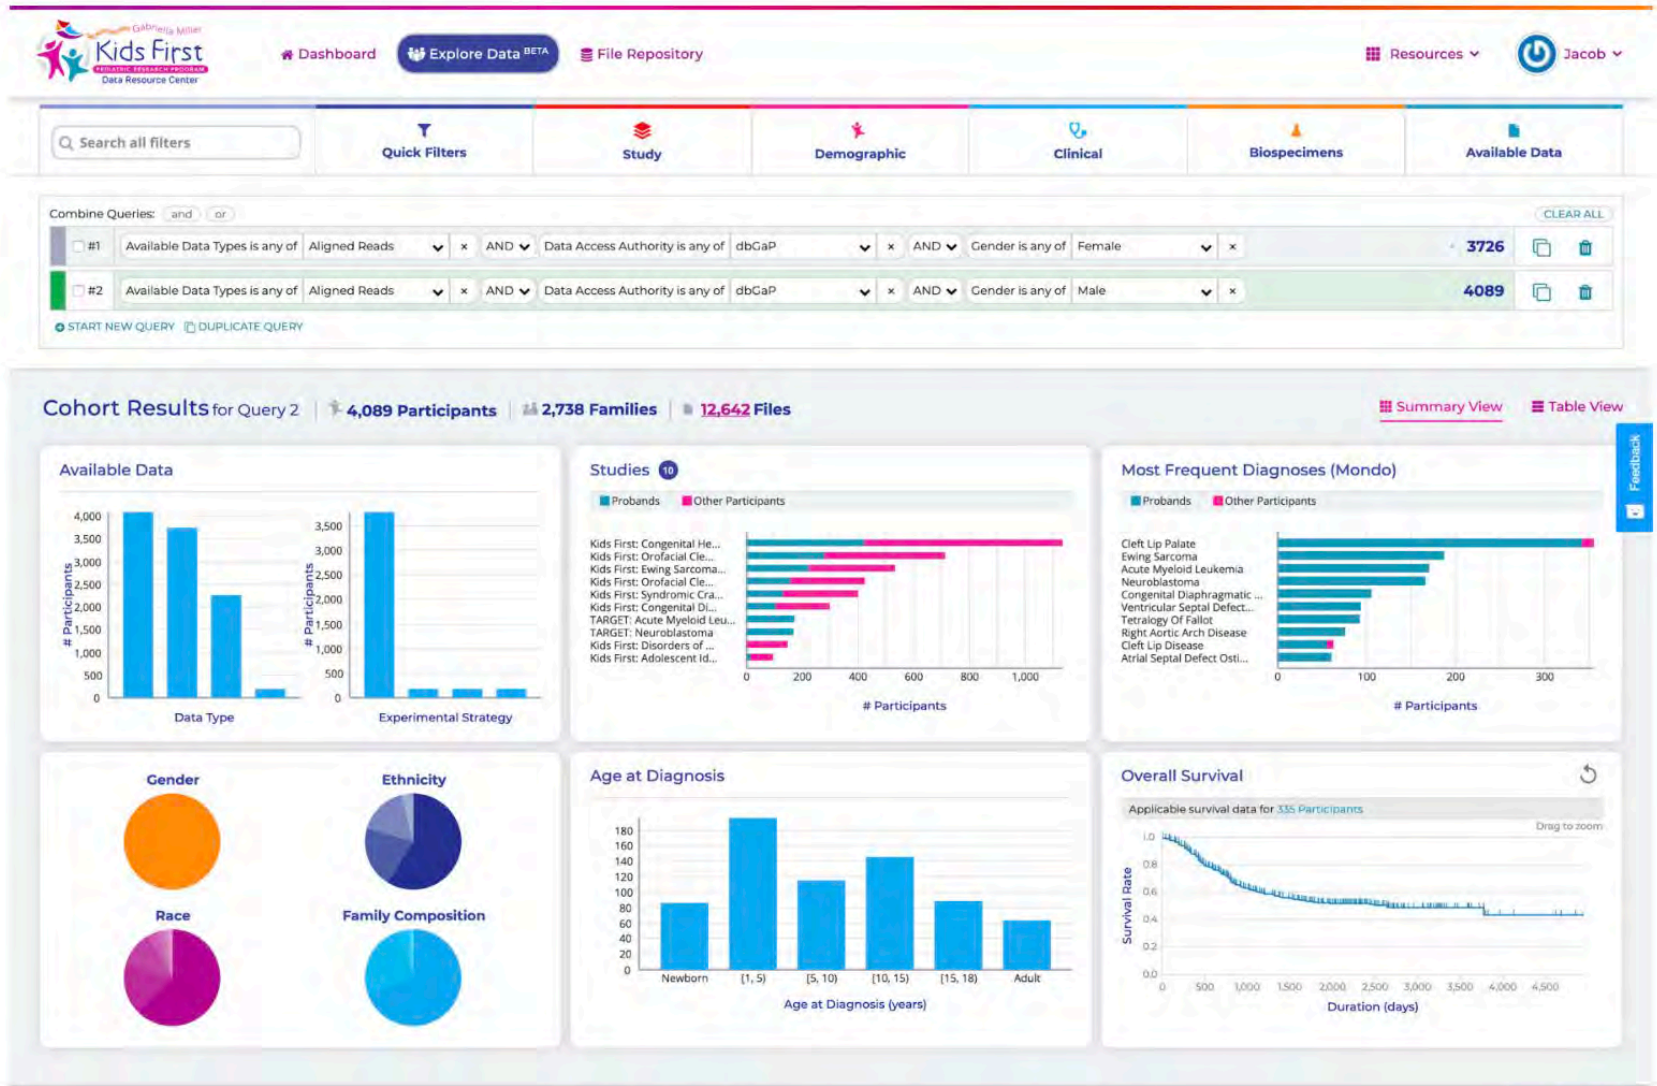 Gabriella Miller
Kids First
PEDIATRIC RESEARCH PROGRAM
Data Resource Center
Dashboard
Explore Data BETA
File Repository
Resources
Jacob
Search all filters
Quick Filters
Study
Demographic
Clinical
Biospecimens
Available Data
Combine Queries: and or
CLEAR ALL
#1 Available Data Types is any of Aligned Reads × AND Data Access Authority is any of dbGaP × AND Gender is any of Female × 3726
#2 Available Data Types is any of Aligned Reads × AND Data Access Authority is any of dbGaP × AND Gender is any of Male × 4089
START NEW QUERY DUPLICATE QUERY
Cohort Results for Query 2 | 4,089 Participants | 2,738 Families | 12,642 Files
Summary View
Table View
Feedback
Available Data
# Participants
4,000
3,500
3,000
2,500
2,000
1,500
1,000
500
0
Data Type
# Participants
3,500
3,000
2,500
2,000
1,500
1,000
500
0
Experimental Strategy
Studies 10
Probands Other Participants
Kids First: Congenital He...
Kids First: Orofacial Cle...
Kids First: Ewing Sarcoma...
Kids First: Orofacial Cle...
Kids First: Syndromic Cra...
Kids First: Congenital Di...
TARGET: Acute Myeloid Leu...
TARGET: Neuroblastoma
Kids First: Disorders of ...
Kids First: Adolescent Id...
0 200 400 600 800 1,000
# Participants
Most Frequent Diagnoses (Mondo)
Probands Other Participants
Cleft Lip Palate
Ewing Sarcoma
Acute Myeloid Leukemia
Neuroblastoma
Congenital Diaphragmatic ...
Ventricular Septal Defect...
Tetralogy Of Fallot
Right Aortic Arch Disease
Cleft Lip Disease
Atrial Septal Defect Osti...
0 100 200 300
# Participants
Gender
Ethnicity
Race
Family Composition
Age at Diagnosis
180
160
140
120
100
80
60
40
20
0
Newborn [1, 5) [5, 10) [10, 15) [15, 18) Adult
Age at Diagnosis (years)
Overall Survival
Applicable survival data for 335 Participants
Drag to zoom
Survival Rate
1.0
0.8
0.6
0.4
0.2
0.0
0 500 1,000 1,500 2,000 2,500 3,000 3,500 4,000 4,500
Duration (days)